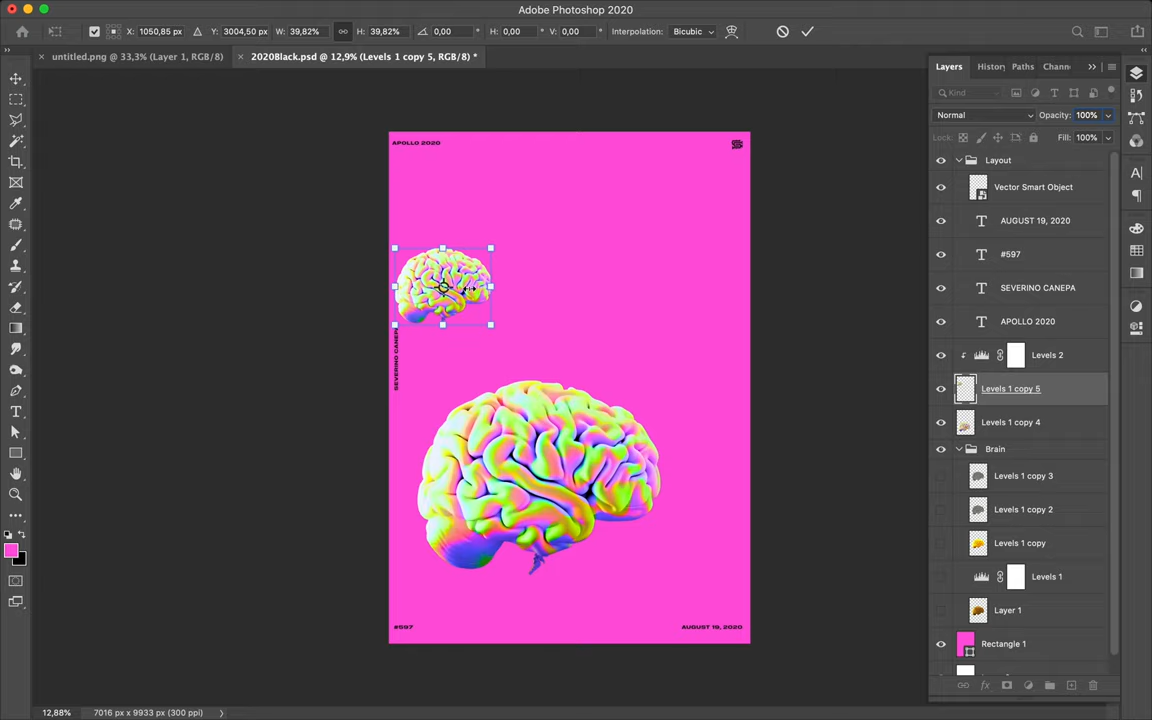 Adobe Photoshop 2020
X: 1050,85 px Y: 3004,50 px W: 39,82% H: 39,82% 0,00 ° H: 0,00 ° V: 0,00 ° Interpolation: Bicubic
× untitled.png @ 33,3% (Layer 1, RGB/8) × 2020Black.psd @ 12,9% (Levels 1 copy 5, RGB/8) *
Layers History Paths Chann
Kind
Normal Opacity: 100%
Lock: Fill: 100%
Layout
Vector Smart Object
AUGUST 19, 2020
#597
SEVERINO CANEPA
APOLLO 2020
Levels 2
Levels 1 copy 5
Levels 1 copy 4
Brain
Levels 1 copy 3
Levels 1 copy 2
Levels 1 copy
Levels 1
Layer 1
Rectangle 1
APOLLO 2020
SEVERINO CANEPA
#597
AUGUST 19, 2020
12,88% 7016 px x 9933 px (300 ppi)